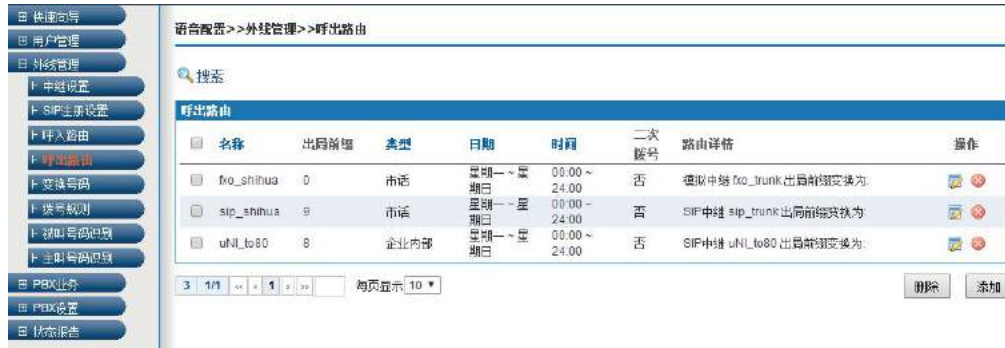 快速向导
用户管理
外线管理
中继设置
SIP注册设置
呼入路由
呼出路由
变换号码
拨号规则
被叫号码识别
主叫号码识别
PBX业务
PBX设置
状态报告
语音配置>>外线管理>>呼出路由
搜索
呼出路由
名称 出局前缀 类型 日期 时间 二次拨号 路由详情 操作
fxo_shihua 0 市话 星期一 ~ 星期日 00:00 ~ 24:00 否 模拟中继 fxo_trunk 出局前缀变换为:
sip_shihua 9 市话 星期一 ~ 星期日 00:00 ~ 24:00 否 SIP中继 sip_trunk 出局前缀变换为:
uNI_to80 8 企业内部 星期一 ~ 星期日 00:00 ~ 24:00 否 SIP中继 uNI_to80 出局前缀变换为:
3 1/1 « ‹ 1 › » 每页显示 10
删除 添加